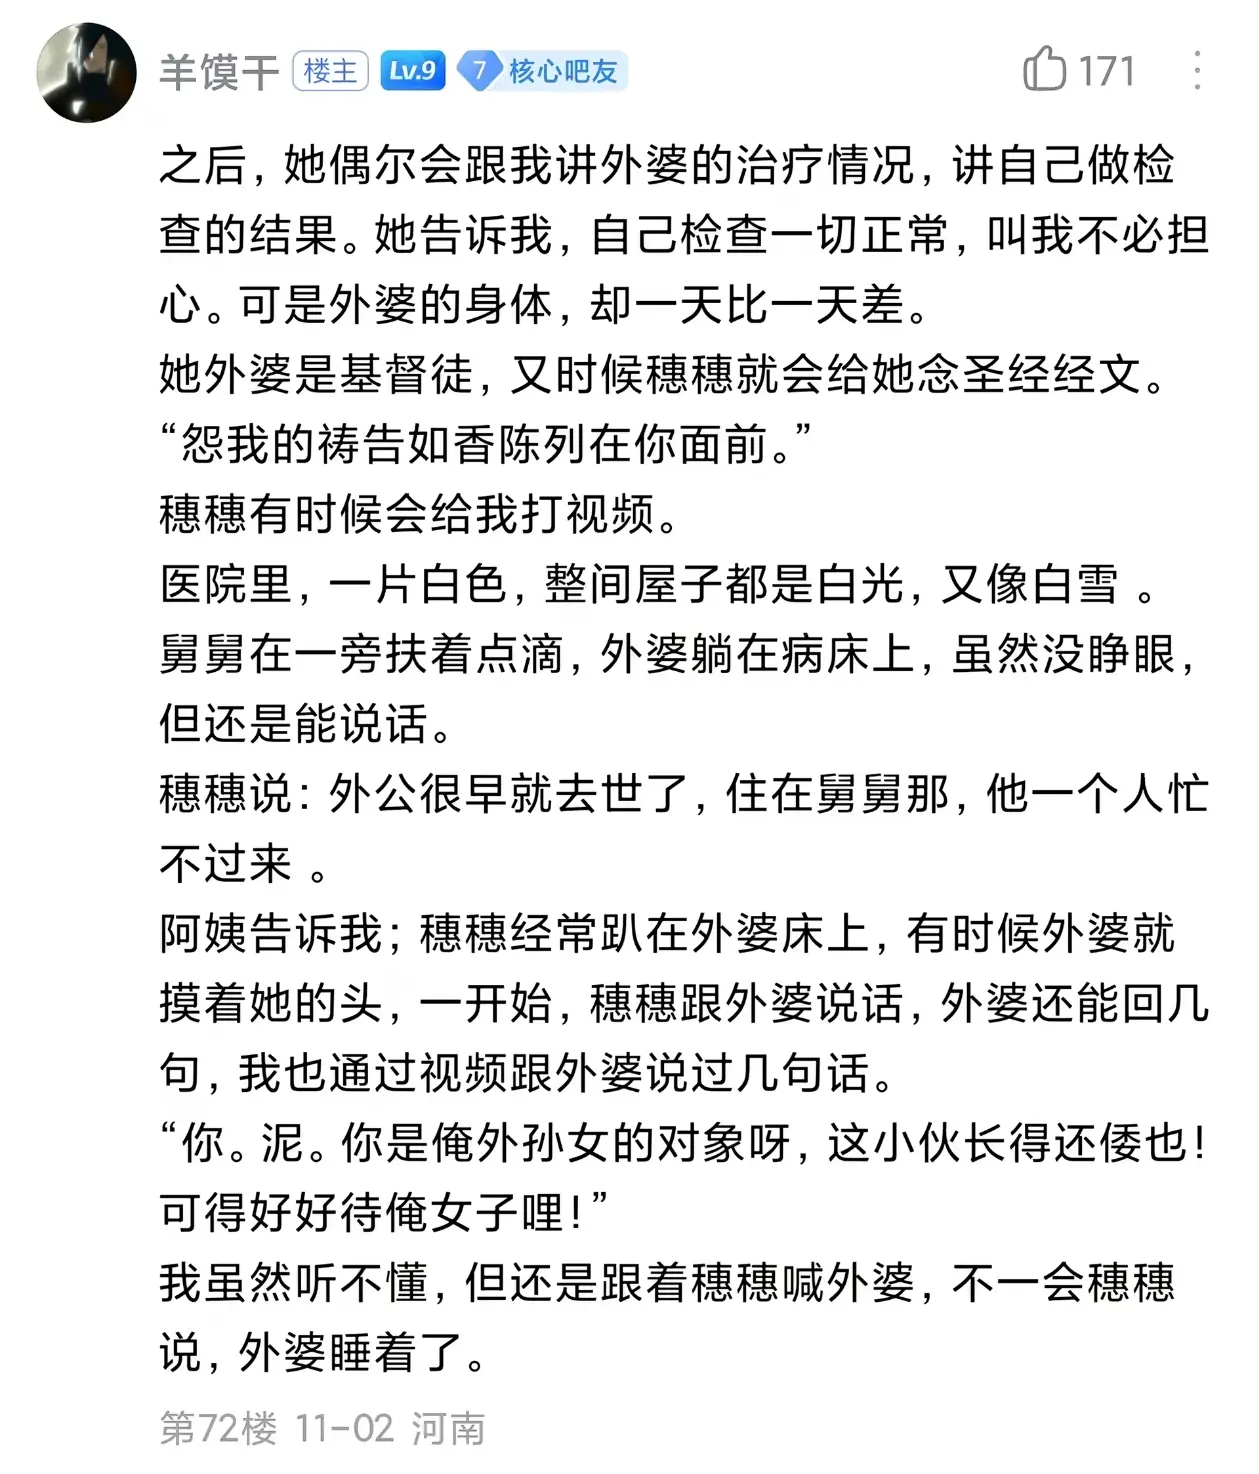 羊馍干 楼主 Lv.9 7 核心吧友 171
之后，她偶尔会跟我讲外婆的治疗情况，讲自己做检
查的结果。她告诉我，自己检查一切正常，叫我不必担
心。可是外婆的身体，却一天比一天差。
她外婆是基督徒，又时候穗穗就会给她念圣经经文。
“怨我的祷告如香陈列在你面前。”
穗穗有时候会给我打视频。
医院里，一片白色，整间屋子都是白光，又像白雪 。
舅舅在一旁扶着点滴，外婆躺在病床上，虽然没睁眼，
但还是能说话。
穗穗说：外公很早就去世了，住在舅舅那，他一个人忙
不过来 。
阿姨告诉我；穗穗经常趴在外婆床上，有时候外婆就
摸着她的头，一开始，穗穗跟外婆说话，外婆还能回几
句，我也通过视频跟外婆说过几句话。
“你。泥。你是俺外孙女的对象呀，这小伙长得还倭也！
可得好好待俺女子哩！”
我虽然听不懂，但还是跟着穗穗喊外婆，不一会穗穗
说，外婆睡着了。
第72楼 11-02 河南